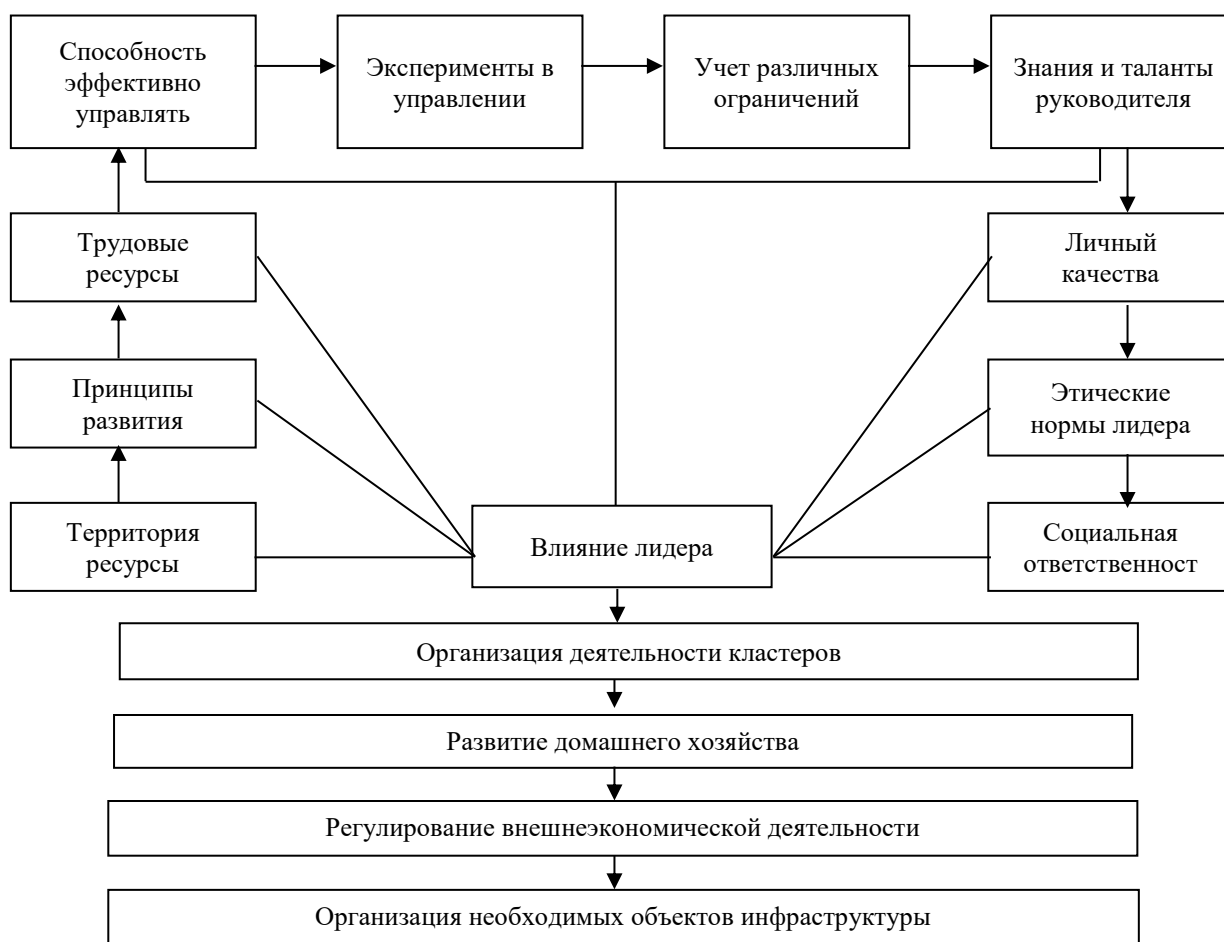 Способность
эффективно
управлять
Эксперименты в
управлении
Учет различных
ограничений
Знания и таланты
руководителя
Трудовые
ресурсы
Личный
качества
Принципы
развития
Этические
нормы лидера
Территория
ресурсы
Влияние лидера
Социальная
ответственност
Организация деятельности кластеров
Развитие домашнего хозяйства
Регулирование внешнеэкономической деятельности
Организация необходимых объектов инфраструктуры